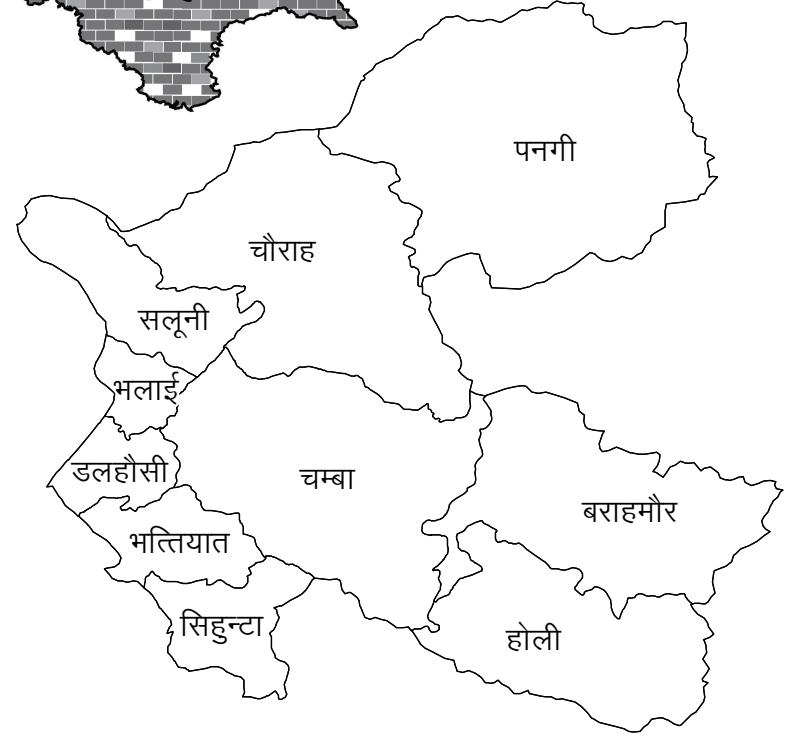 पनगी
चौराह
सलूनी
भलाई
डलहौसी
चम्बा
बराहमौर
भत्तियात
सिहुन्टा
होली